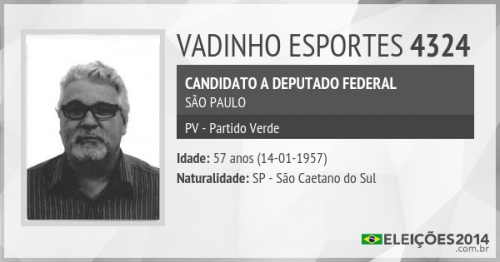 VADINHO ESPORTES 4324
CANDIDATO A DEPUTADO FEDERAL
SÃO PAULO
PV - Partido Verde
Idade: 57 anos (14-01-1957)
Naturalidade: SP - São Caetano do Sul
ELEIÇÕES2014
.com.br